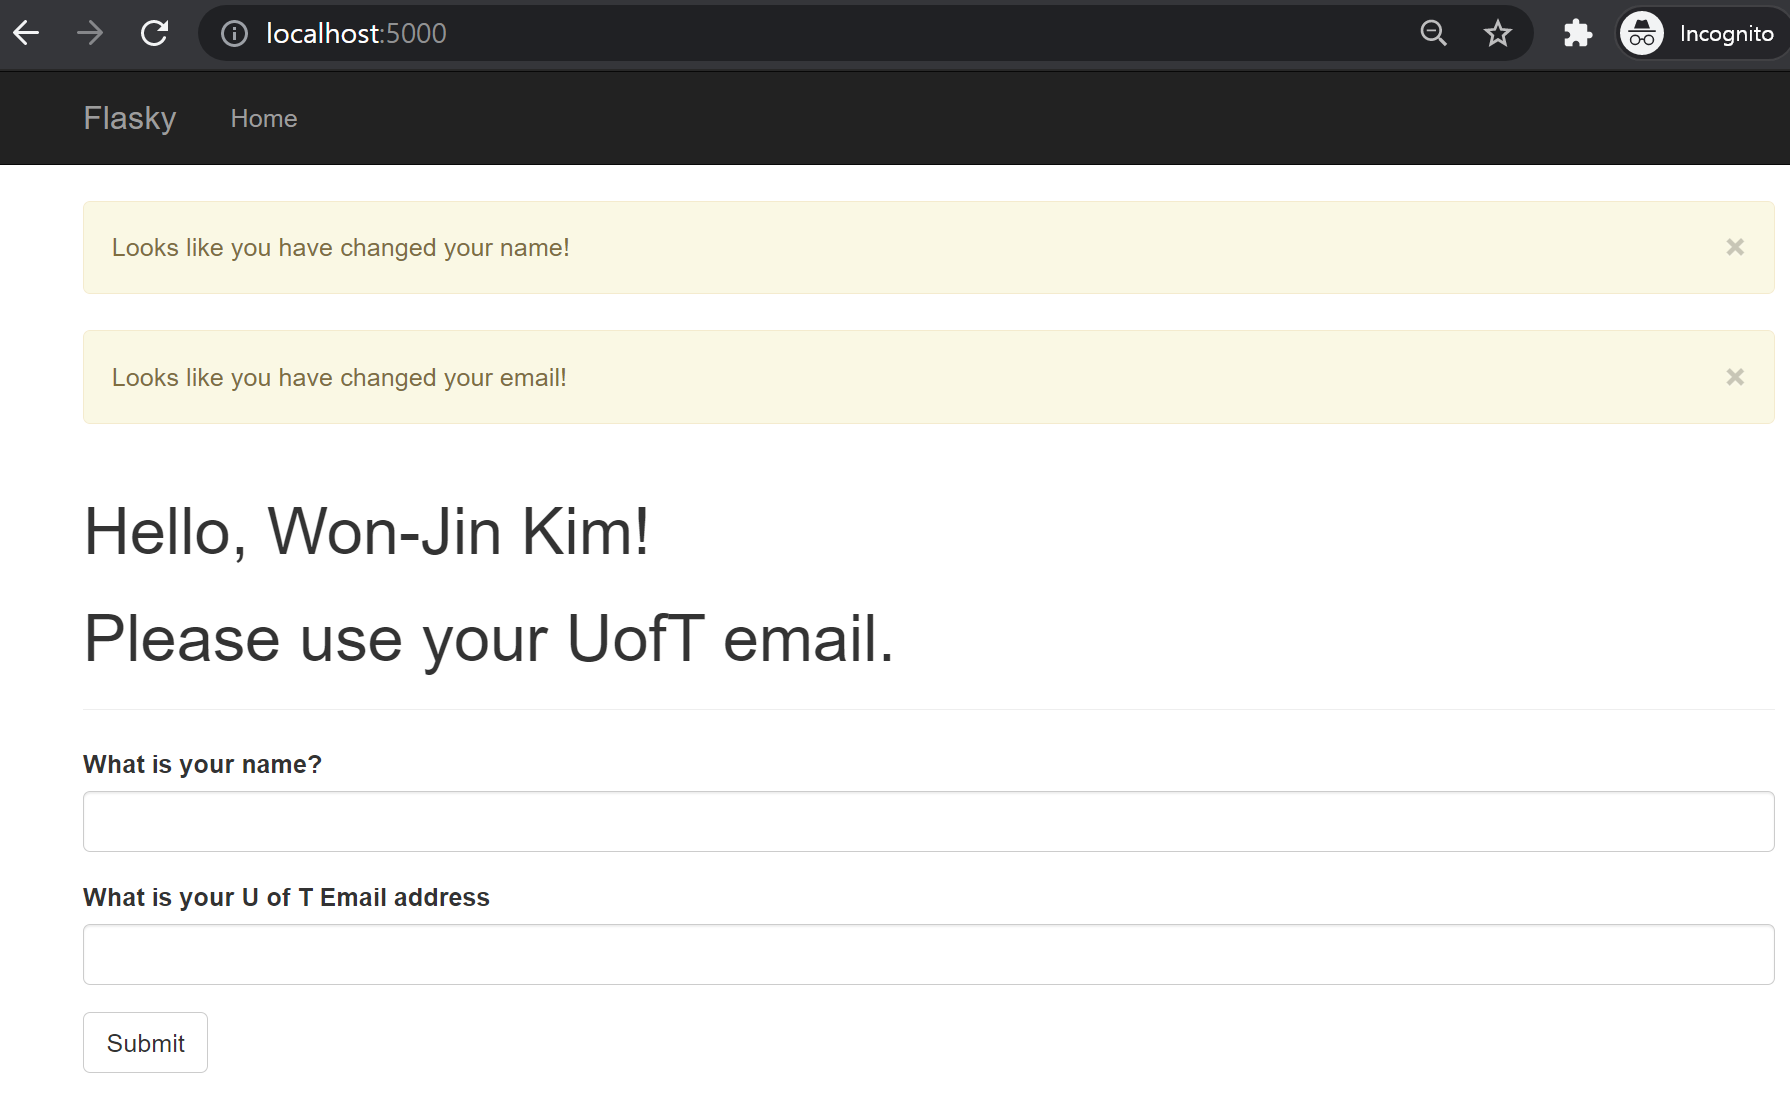 localhost:5000
Incognito
Flasky Home
Looks like you have changed your name! ×
Looks like you have changed your email! ×
Hello, Won-Jin Kim!
Please use your UofT email.
What is your name?
What is your U of T Email address
Submit